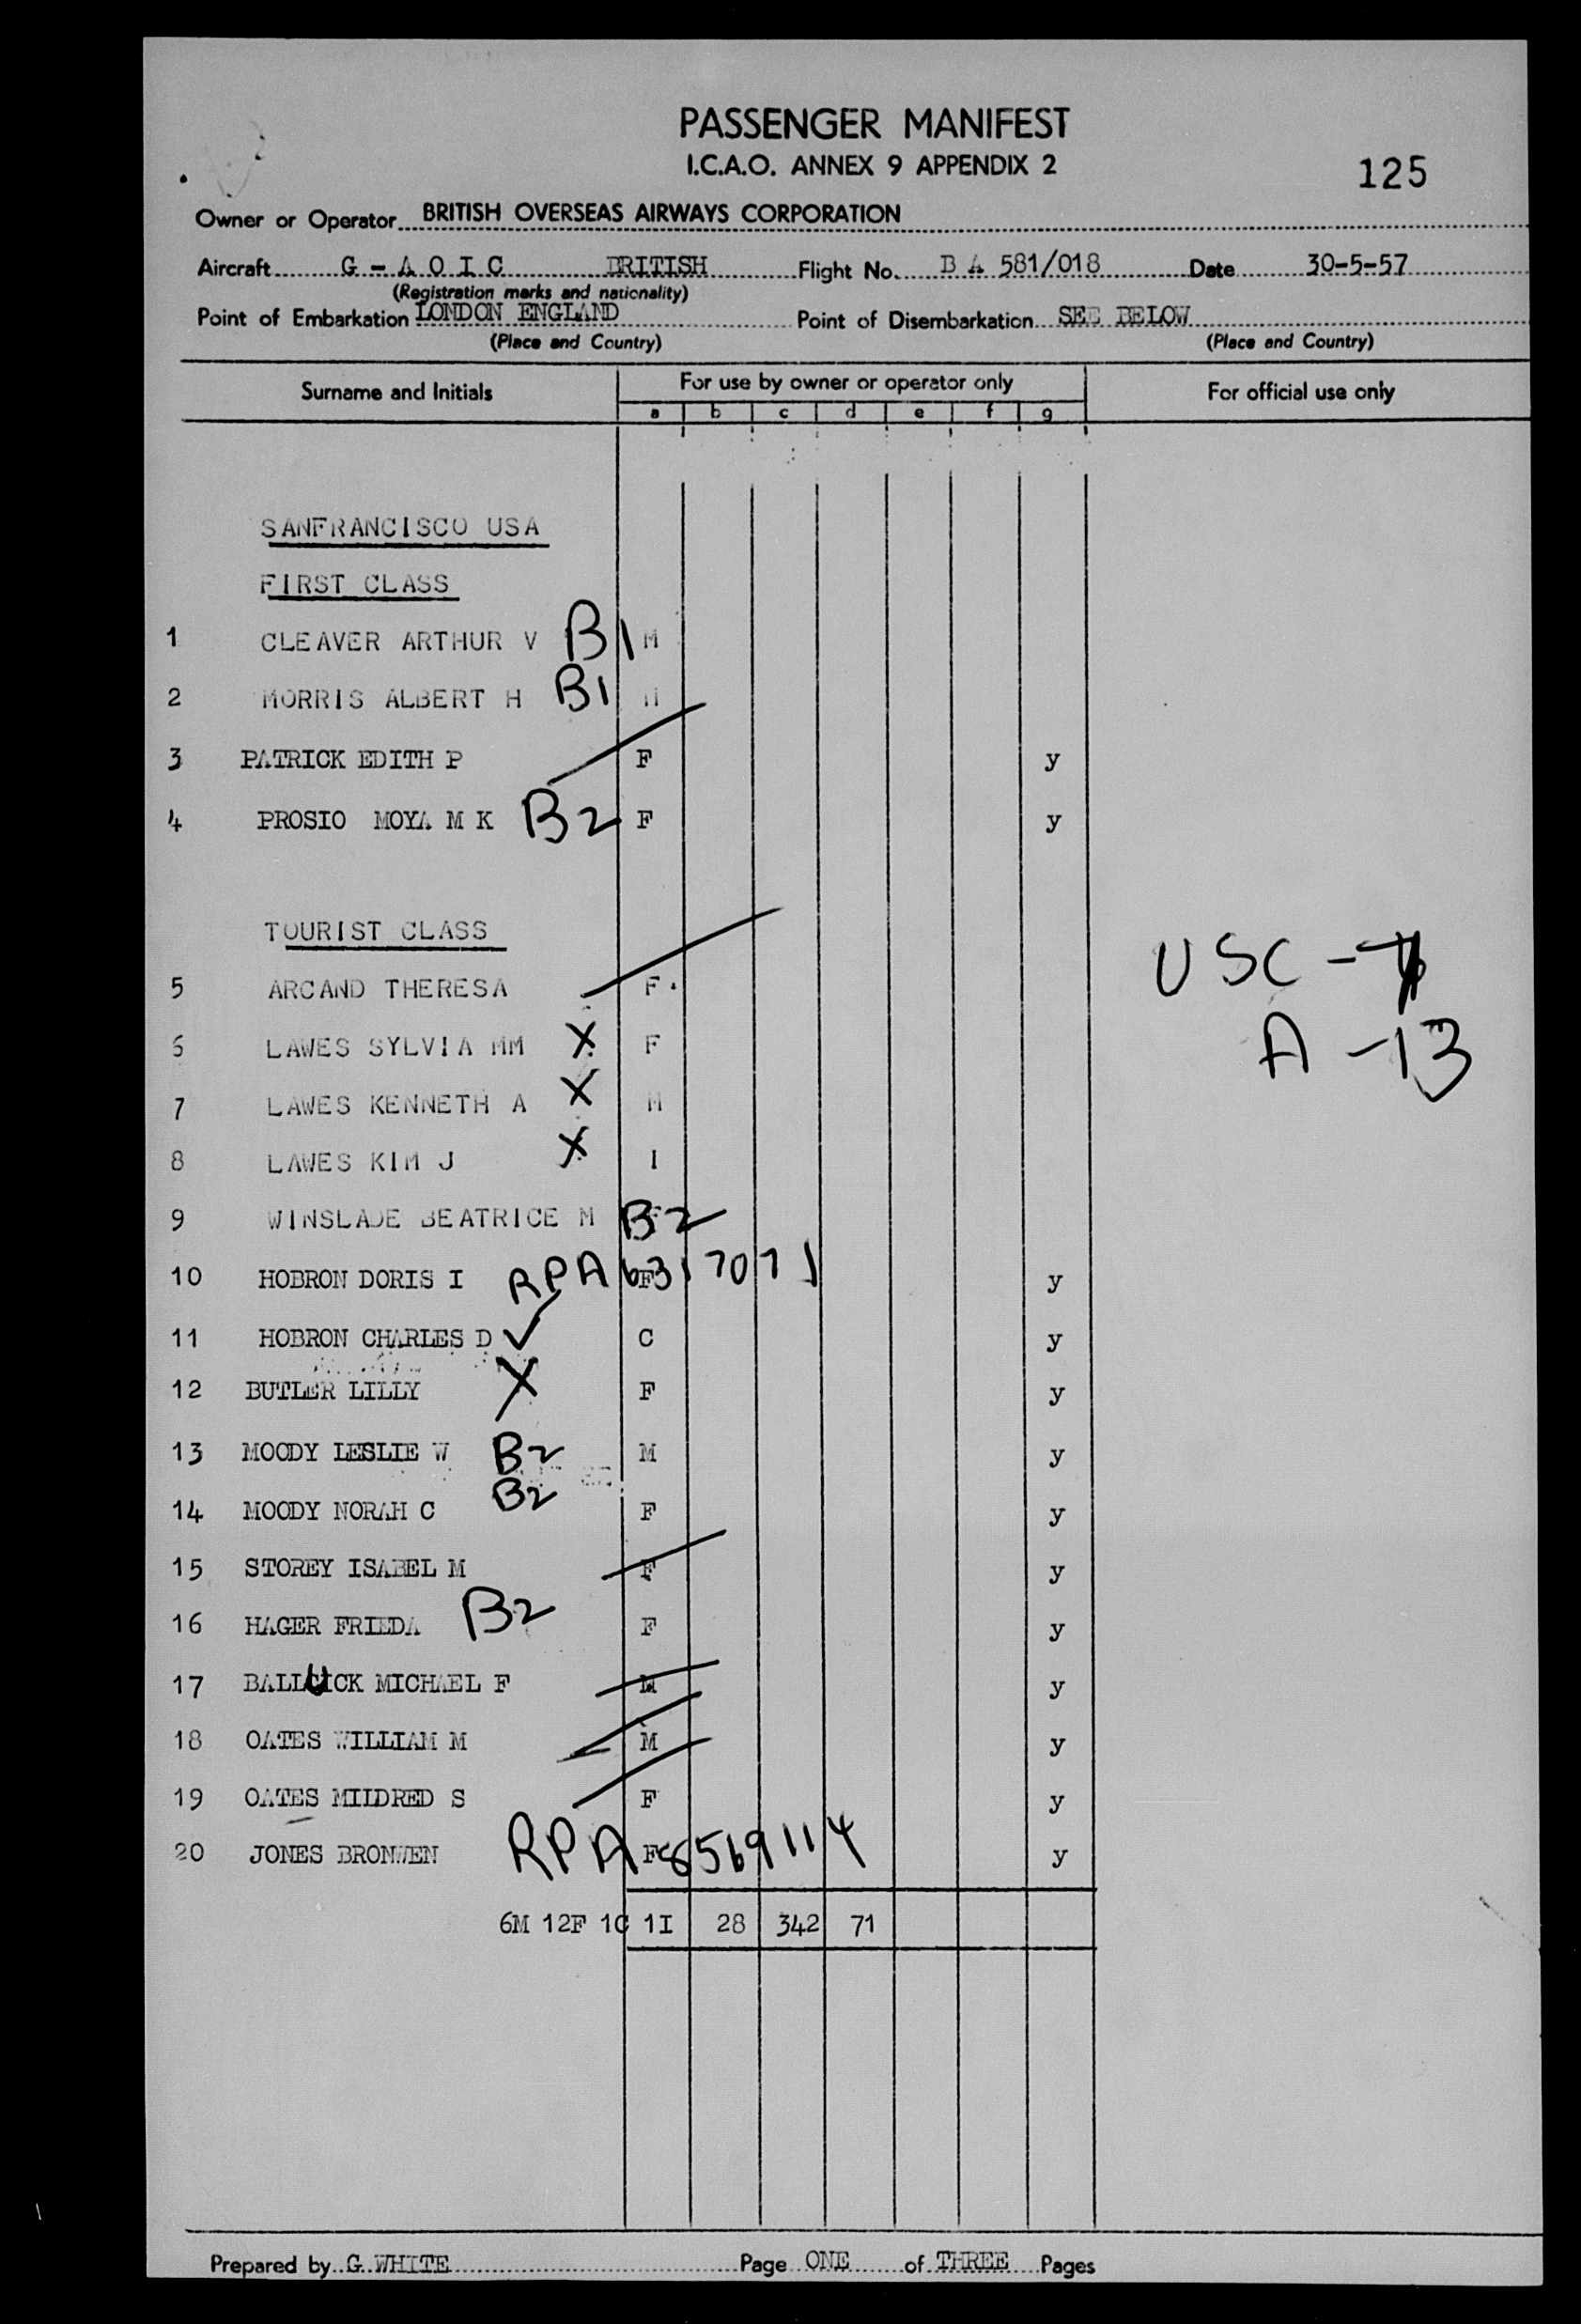 PASSENGER MANIFEST
I.C.A.O. ANNEX 9 APPENDIX 2
125
Owner or Operator BRITISH OVERSEAS AIRWAYS CORPORATION
Aircraft G - A O I C BRITISH Flight No. B A 581/018 Date 30-5-57
(Registration marks and nationality)
Point of Embarkation LONDON ENGLAND Point of Disembarkation SEE BELOW
(Place and Country) (Place and Country)
Surname and Initials For use by owner or operator only For official use only
a b c d e f g
SANFRANCISCO USA
FIRST CLASS
1 CLEAVER ARTHUR V B1 M
2 MORRIS ALBERT H B1 M
3 PATRICK EDITH P F y
4 PROSIO MOYA M K B2 F y
TOURIST CLASS
USC - 7
5 ARCAND THERESA F.
A - 13
6 LAWES SYLVIA MM X F
7 LAWES KENNETH A X M
8 LAWES KIM J X I
9 WINSLADE BEATRICE M F B2
10 HOBRON DORIS I RPA 6317071 F y
11 HOBRON CHARLES D ✓ C y
12 BUTLER LILLY X F y
13 MOODY LESLIE W B2 M y
14 MOODY NORAH C B2 F y
15 STOREY ISABEL M F y
16 HAGER FRIEDA B2 F y
17 BALLUCK MICHAEL F M y
18 OATES WILLIAM M M y
19 OATES MILDRED S F y
20 JONES BRONWEN RPA 8569114 F y
6M 12F 1C 1I 28 342 71
Prepared by G WHITE Page ONE of THREE Pages